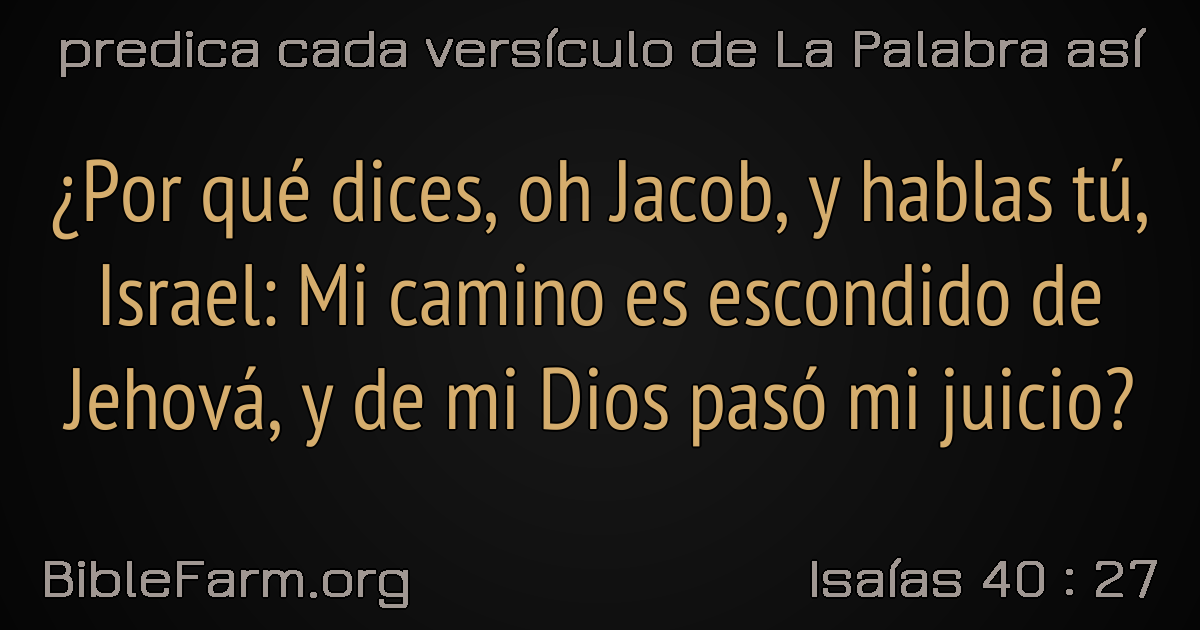 predica cada versículo de La Palabra así
¿Por qué dices, oh Jacob, y hablas tú,
Israel: Mi camino es escondido de
Jehová, y de mi Dios pasó mi juicio?
BibleFarm.org
Isaías 40 : 27